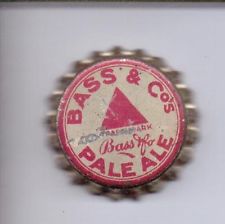 BASS & Co's
TRADE MARK
Bass & Co
PALE ALE